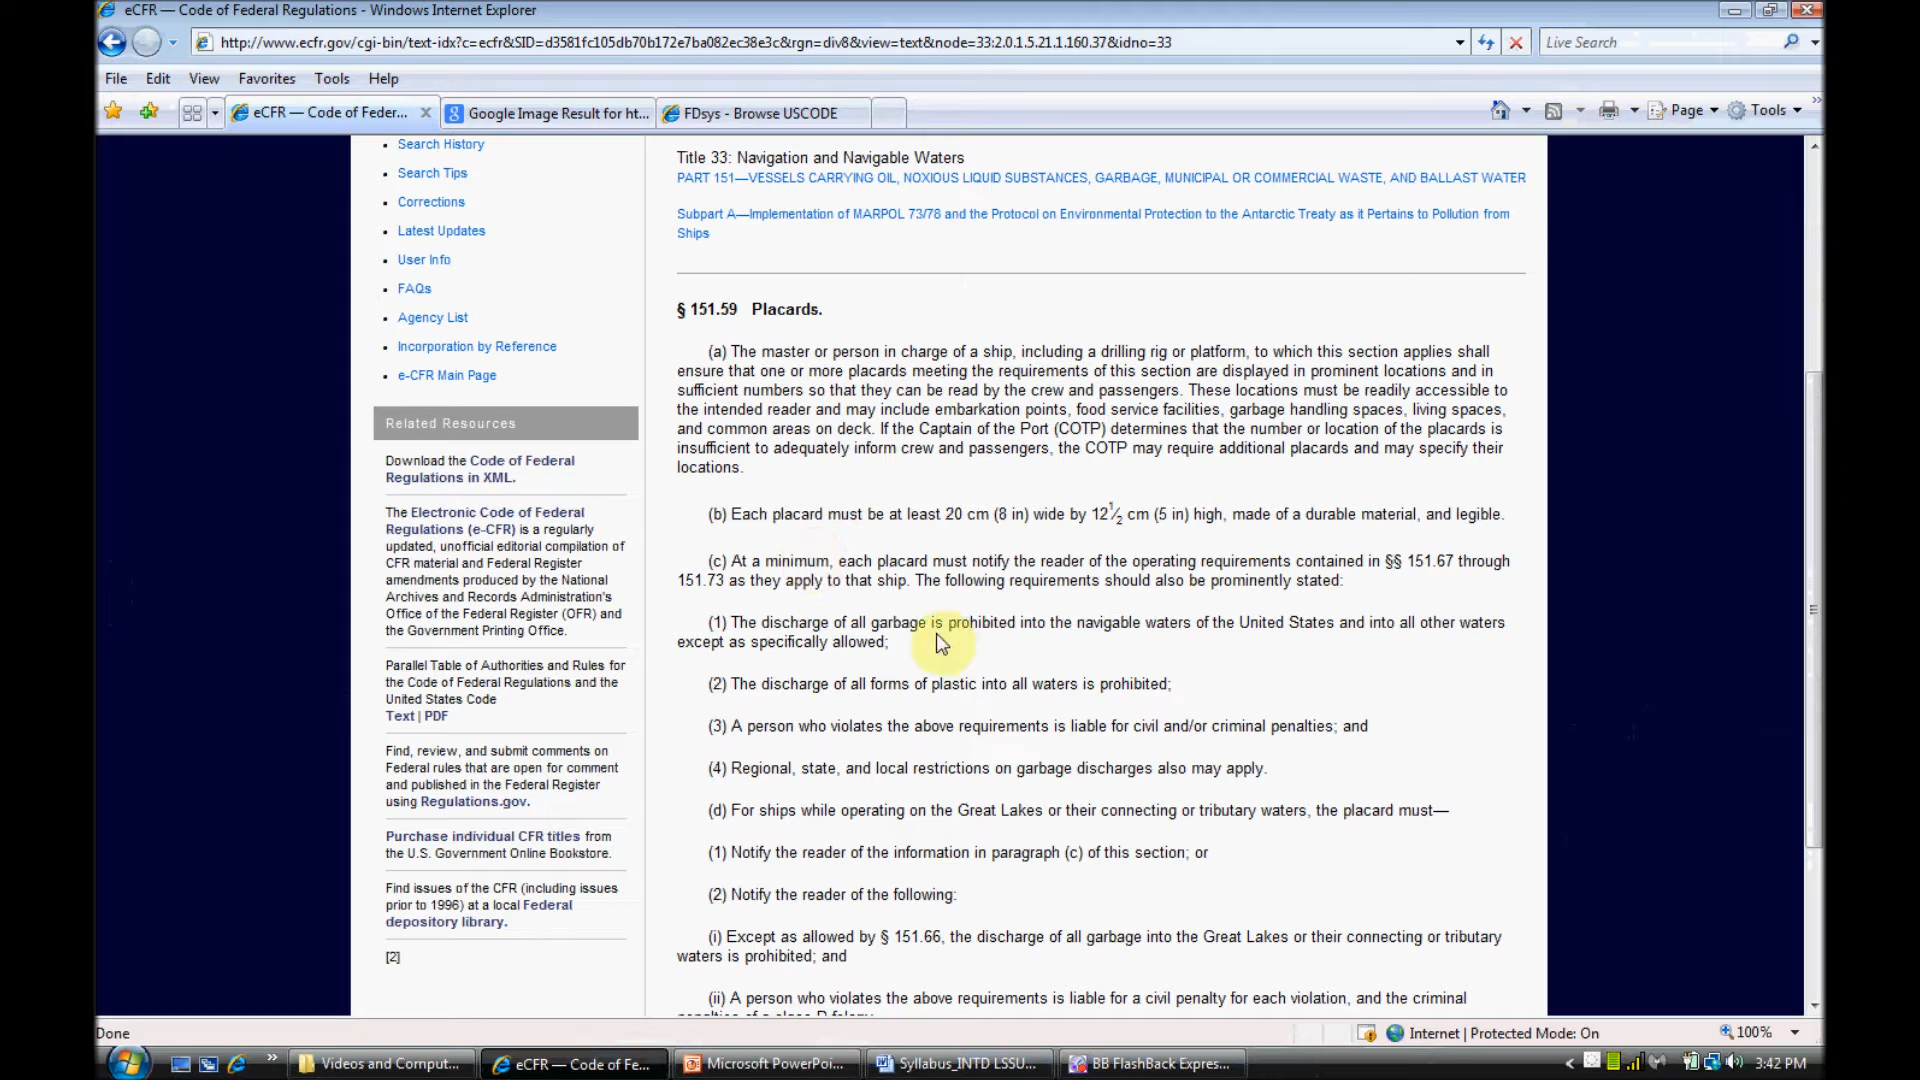 eCFR — Code of Federal Regulations - Windows Internet Explorer
http://www.ecfr.gov/cgi-bin/text-idx?c=ecfr&SID=d3581fc105db70b172e7ba082ec38e3c&rgn=div8&view=text&node=33:2.0.1.5.21.1.160.37&idno=33
Live Search
File Edit View Favorites Tools Help
eCFR — Code of Feder...
Google Image Result for ht...
FDsys - Browse USCODE
Page
Tools
Search History
Search Tips
Corrections
Latest Updates
User Info
FAQs
Agency List
Incorporation by Reference
e-CFR Main Page
Related Resources
Download the Code of Federal
Regulations in XML.
The Electronic Code of Federal
Regulations (e-CFR) is a regularly
updated, unofficial editorial compilation of
CFR material and Federal Register
amendments produced by the National
Archives and Records Administration's
Office of the Federal Register (OFR) and
the Government Printing Office.
Parallel Table of Authorities and Rules for
the Code of Federal Regulations and the
United States Code
Text | PDF
Find, review, and submit comments on
Federal rules that are open for comment
and published in the Federal Register
using Regulations.gov.
Purchase individual CFR titles from
the U.S. Government Online Bookstore.
Find issues of the CFR (including issues
prior to 1996) at a local Federal
depository library.
[2]
Title 33: Navigation and Navigable Waters
PART 151—VESSELS CARRYING OIL, NOXIOUS LIQUID SUBSTANCES, GARBAGE, MUNICIPAL OR COMMERCIAL WASTE, AND BALLAST WATER
Subpart A—Implementation of MARPOL 73/78 and the Protocol on Environmental Protection to the Antarctic Treaty as it Pertains to Pollution from
Ships
§ 151.59 Placards.
(a) The master or person in charge of a ship, including a drilling rig or platform, to which this section applies shall
ensure that one or more placards meeting the requirements of this section are displayed in prominent locations and in
sufficient numbers so that they can be read by the crew and passengers. These locations must be readily accessible to
the intended reader and may include embarkation points, food service facilities, garbage handling spaces, living spaces,
and common areas on deck. If the Captain of the Port (COTP) determines that the number or location of the placards is
insufficient to adequately inform crew and passengers, the COTP may require additional placards and may specify their
locations.
(b) Each placard must be at least 20 cm (8 in) wide by 12 1⁄2 cm (5 in) high, made of a durable material, and legible.
(c) At a minimum, each placard must notify the reader of the operating requirements contained in §§ 151.67 through
151.73 as they apply to that ship. The following requirements should also be prominently stated:
(1) The discharge of all garbage is prohibited into the navigable waters of the United States and into all other waters
except as specifically allowed;
(2) The discharge of all forms of plastic into all waters is prohibited;
(3) A person who violates the above requirements is liable for civil and/or criminal penalties; and
(4) Regional, state, and local restrictions on garbage discharges also may apply.
(d) For ships while operating on the Great Lakes or their connecting or tributary waters, the placard must—
(1) Notify the reader of the information in paragraph (c) of this section; or
(2) Notify the reader of the following:
(i) Except as allowed by § 151.66, the discharge of all garbage into the Great Lakes or their connecting or tributary
waters is prohibited; and
(ii) A person who violates the above requirements is liable for a civil penalty for each violation, and the criminal
Done
Internet | Protected Mode: On
100%
Videos and Comput...
eCFR — Code of Fe...
Microsoft PowerPoi...
Syllabus_INTD LSSU...
BB FlashBack Expres...
3:42 PM